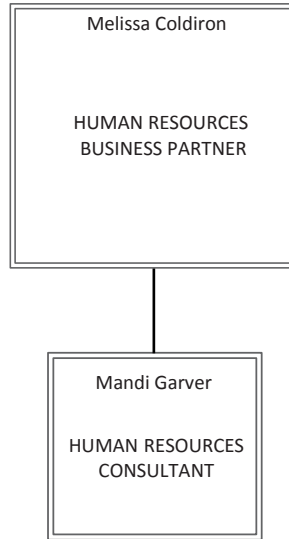 Melissa Coldiron
HUMAN RESOURCES
BUSINESS PARTNER
Mandi Garver
HUMAN RESOURCES
CONSULTANT